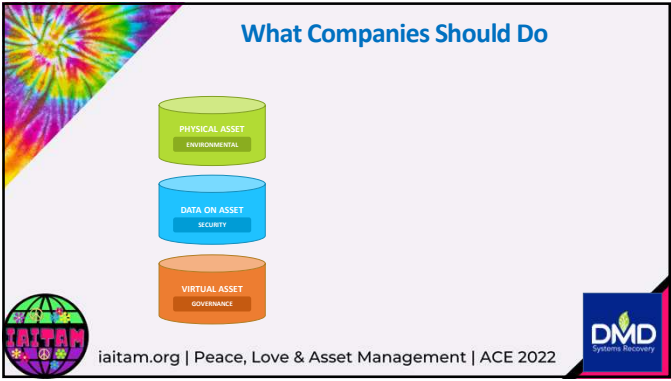 What Companies Should Do
PHYSICAL ASSET
ENVIRONMENTAL
DATA ON ASSET
SECURITY
VIRTUAL ASSET
GOVERNANCE
IAITAM
iaitam.org | Peace, Love & Asset Management | ACE 2022
DMD
Systems Recovery